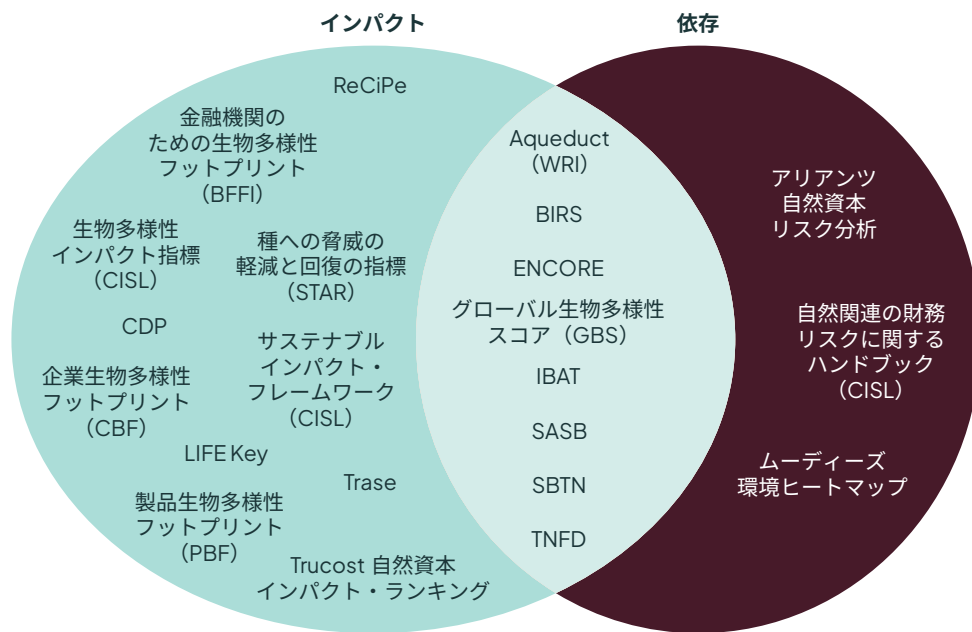 インパクト
依存
ReCiPe
金融機関の
ための生物多様性
フットプリント
（BFFI）
生物多様性
インパクト指標
（CISL）
種への脅威の
軽減と回復の指標
（STAR）
CDP
サステナブル
インパクト・
フレームワーク
（CISL）
企業生物多様性
フットプリント
（CBF）
LIFE Key
Trase
製品生物多様性
フットプリント
（PBF）
Trucost 自然資本
インパクト・ランキング
Aqueduct
（WRI）
BIRS
ENCORE
グローバル生物多様性
スコア（GBS）
IBAT
SASB
SBTN
TNFD
アリアンツ
自然資本
リスク分析
自然関連の財務
リスクに関する
ハンドブック
（CISL）
ムーディーズ
環境ヒートマップ